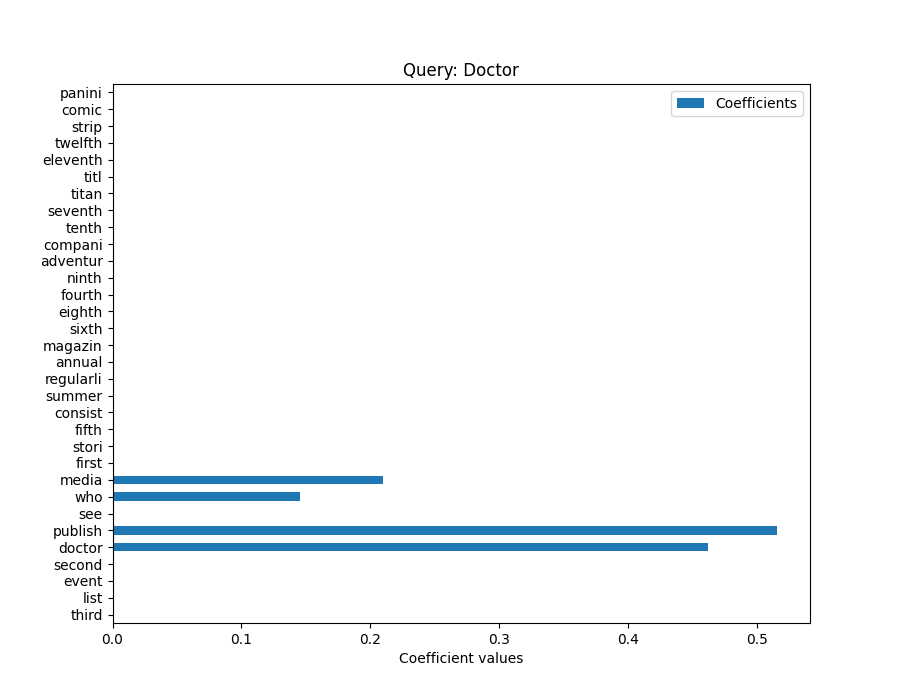 Query: Doctor
Coefficients
panini
comic
strip
twelfth
eleventh
titl
titan
seventh
tenth
compani
adventur
ninth
fourth
eighth
sixth
magazin
annual
regularli
summer
consist
fifth
stori
first
media
who
see
publish
doctor
second
event
list
third
0.0 0.1 0.2 0.3 0.4 0.5
Coefficient values